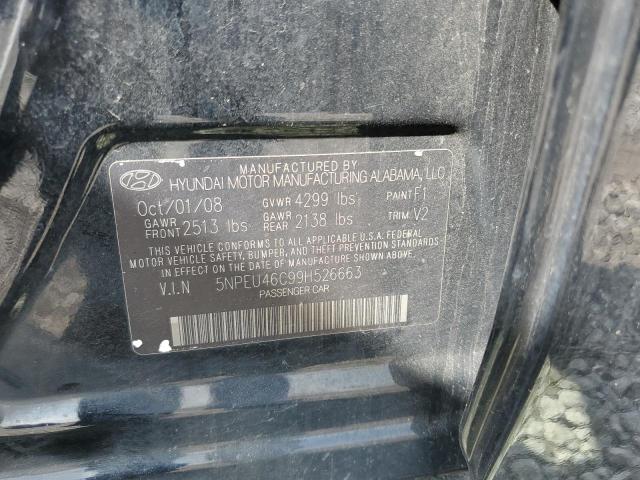 MANUFACTURED BY
HYUNDAI MOTOR MANUFACTURING ALABAMA, LLC
Oct/01/08 GVWR 4299 lbs PAINT F1
GAWR FRONT 2513 lbs GAWR REAR 2138 lbs TRIM V2
THIS VEHICLE CONFORMS TO ALL APPLICABLE U.S.A. FEDERAL
MOTOR VEHICLE SAFETY, BUMPER, AND THEFT PREVENTION STANDARDS
IN EFFECT ON THE DATE OF MANUFACTURE SHOWN ABOVE.
V.I.N 5NPEU46C99H526663
PASSENGER CAR